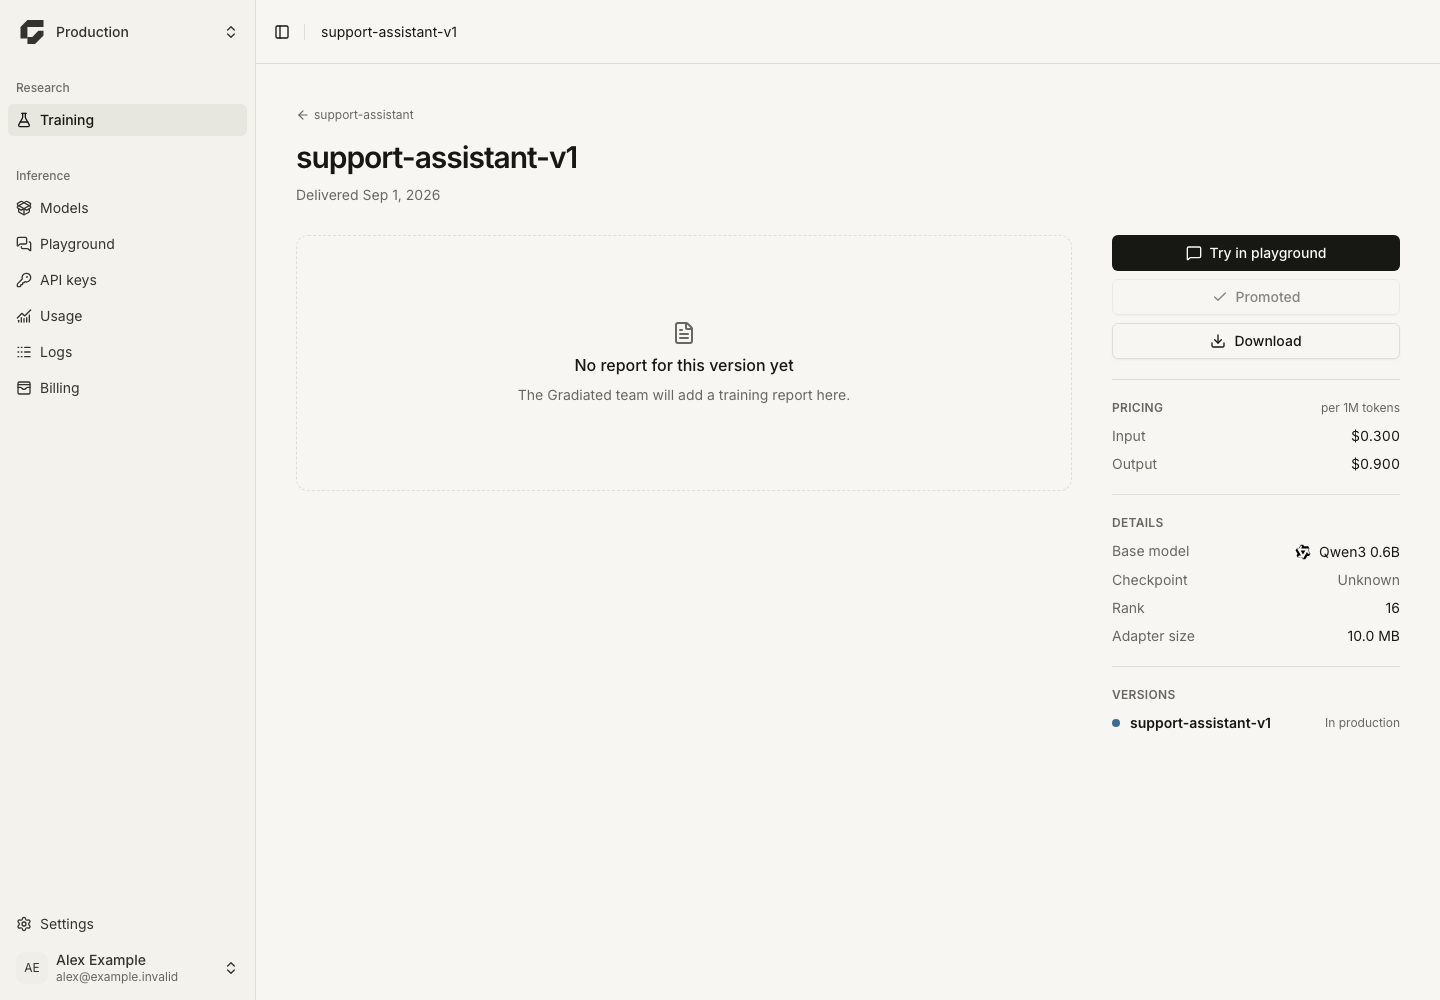 Production
Research
Training
Inference
Models
Playground
API keys
Usage
Logs
Billing
Settings
AE
Alex Example
alex@example.invalid
support-assistant-v1
support-assistant
support-assistant-v1
Delivered Sep 1, 2026
No report for this version yet
The Gradiated team will add a training report here.
Try in playground
Promoted
Download
PRICING per 1M tokens
Input $0.300
Output $0.900
DETAILS
Base model Qwen3 0.6B
Checkpoint Unknown
Rank 16
Adapter size 10.0 MB
VERSIONS
support-assistant-v1 In production